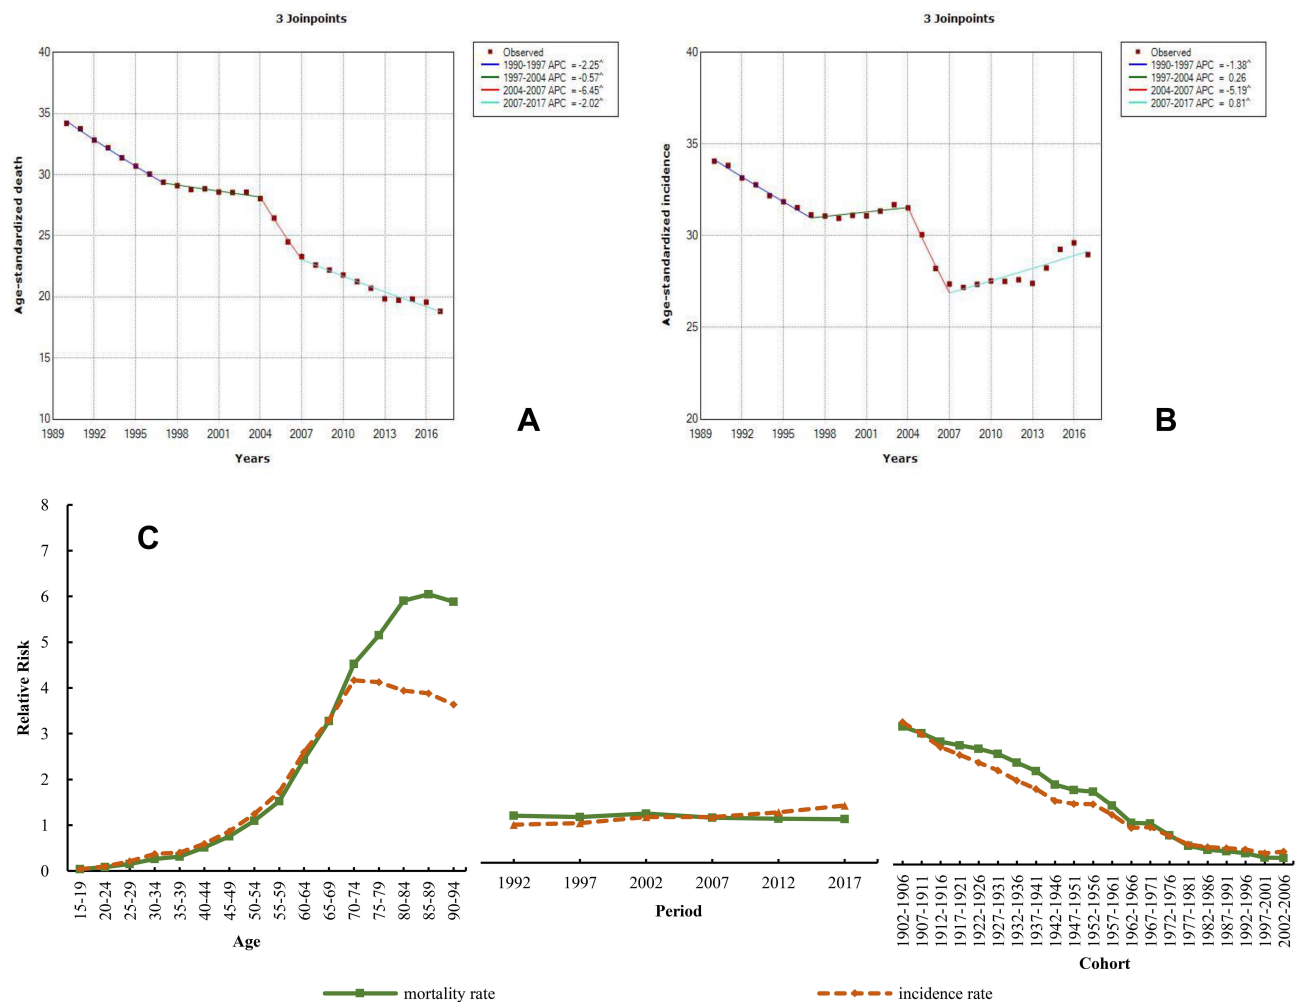 3 Joinpoints
Observed
1990-1997 APC = -2.25^
1997-2004 APC = -0.57^
2004-2007 APC = -6.45^
2007-2017 APC = -2.02^
Age-standardized death
40
35
30
25
20
15
10
1989 1992 1995 1998 2001 2004 2007 2010 2013 2016
Years
A
3 Joinpoints
Observed
1990-1997 APC = -1.38^
1997-2004 APC = 0.26
2004-2007 APC = -5.19^
2007-2017 APC = 0.81^
Age-standardized incidence
40
35
30
25
20
1989 1992 1995 1998 2001 2004 2007 2010 2013 2016
Years
B
C
Relative Risk
8
7
6
5
4
3
2
1
0
15-19 20-24 25-29 30-34 35-39 40-44 45-49 50-54 55-59 60-64 65-69 70-74 75-79 80-84 85-89 90-94
Age
1992 1997 2002 2007 2012 2017
Period
1902-1906 1907-1911 1912-1916 1917-1921 1922-1926 1927-1931 1932-1936 1937-1941 1942-1946 1947-1951 1952-1956 1957-1961 1962-1966 1967-1971 1972-1976 1977-1981 1982-1986 1987-1991 1992-1996 1997-2001 2002-2006
Cohort
mortality rate
incidence rate